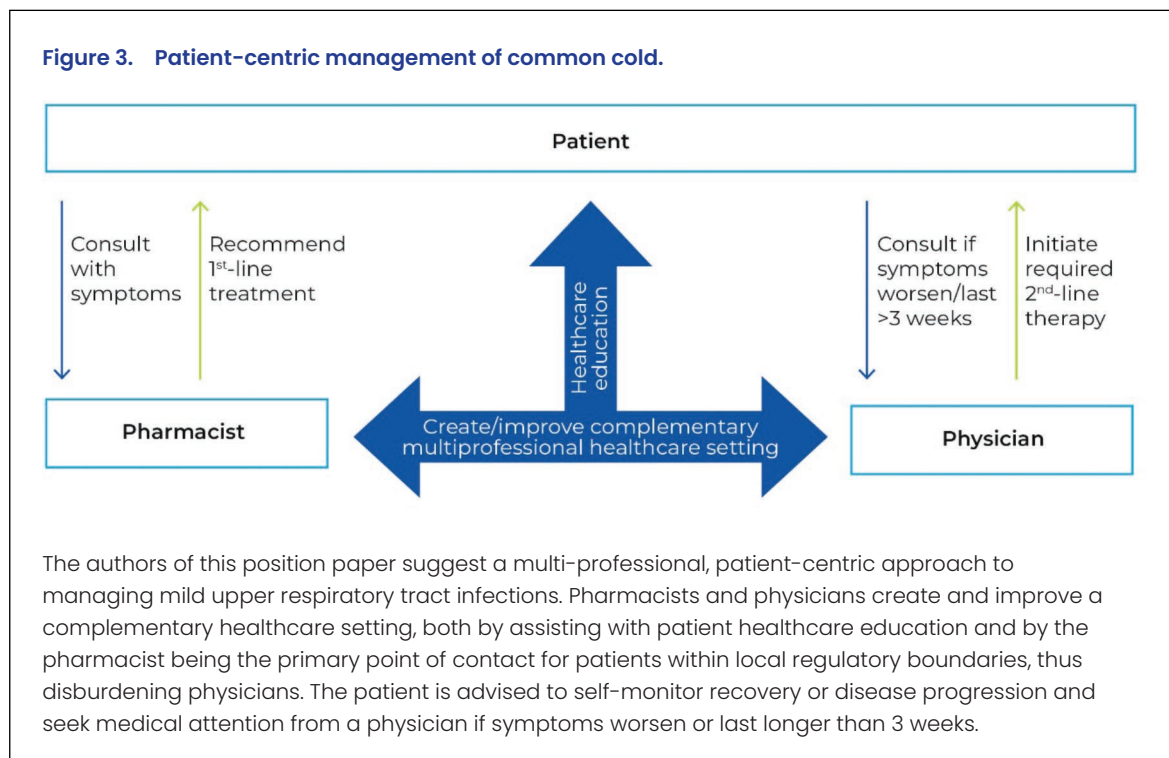 Figure 3. Patient-centric management of common cold.
Patient
Consult
with
symptoms
Recommend
1st-line
treatment
Healthcare
education
Consult if
symptoms
worsen/last
>3 weeks
Initiate
required
2nd-line
therapy
Pharmacist
Create/improve complementary
multiprofessional healthcare setting
Physician
The authors of this position paper suggest a multi-professional, patient-centric approach to
managing mild upper respiratory tract infections. Pharmacists and physicians create and improve a
complementary healthcare setting, both by assisting with patient healthcare education and by the
pharmacist being the primary point of contact for patients within local regulatory boundaries, thus
disburdening physicians. The patient is advised to self-monitor recovery or disease progression and
seek medical attention from a physician if symptoms worsen or last longer than 3 weeks.